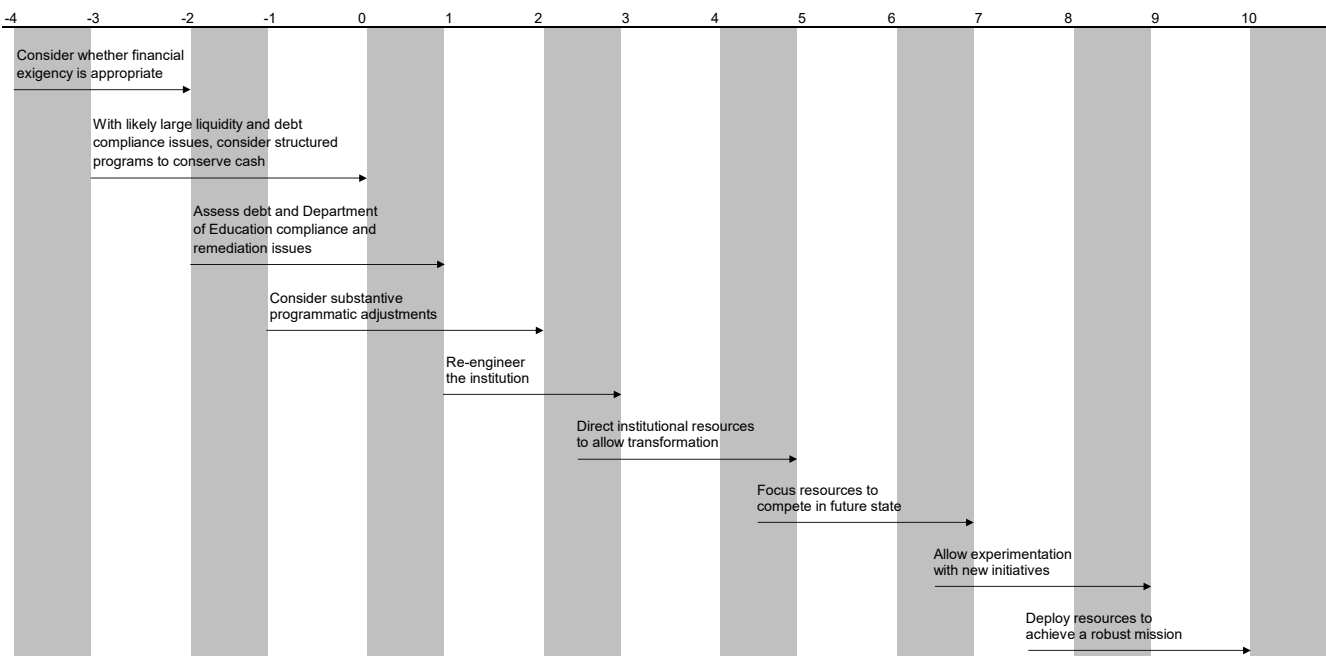 -4 -3 -2 -1 0 1 2 3 4 5 6 7 8 9 10
Consider whether financial
exigency is appropriate
With likely large liquidity and debt
compliance issues, consider structured
programs to conserve cash
Assess debt and Department
of Education compliance and
remediation issues
Consider substantive
programmatic adjustments
Re-engineer
the institution
Direct institutional resources
to allow transformation
Focus resources to
compete in future state
Allow experimentation
with new initiatives
Deploy resources to
achieve a robust mission